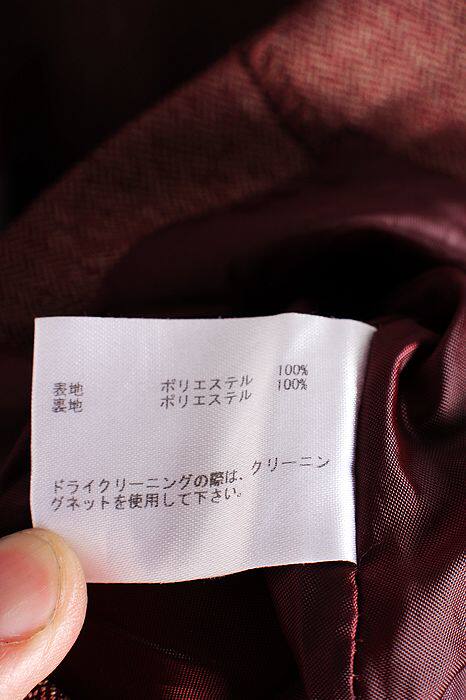 表地 ポリエステル 100%
裏地 ポリエステル 100%
ドライクリーニングの際は、クリーニン
グネットを使用して下さい。